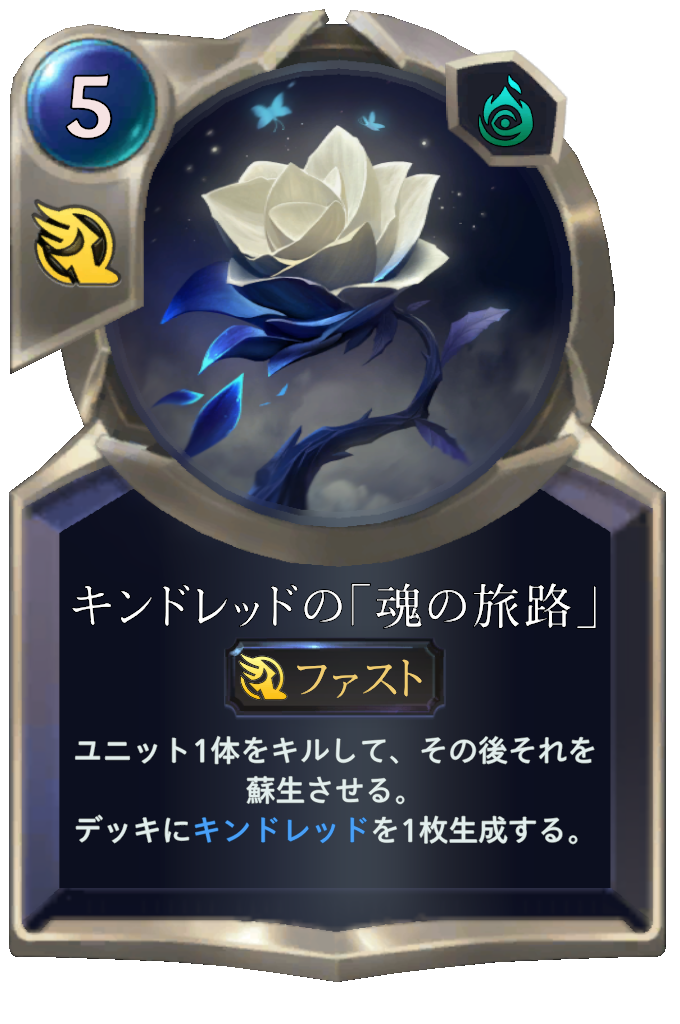 5
キンドレッドの「魂の旅路」
ファスト
ユニット1体をキルして、その後それを
蘇生させる。
デッキにキンドレッドを1枚生成する。